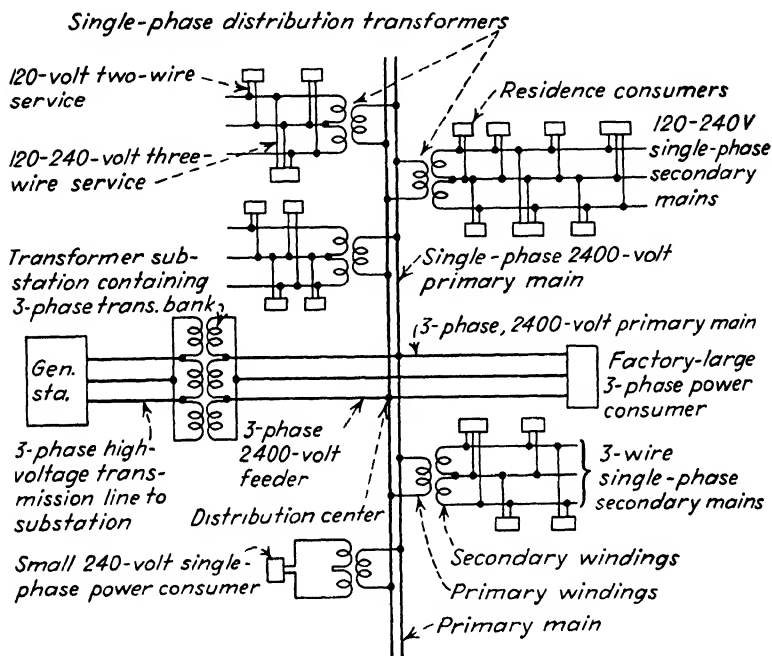 Single-phase distribution transformers
120-volt two-wire
service
120-240-volt three-
wire service
Residence consumers
120-240V
single-phase
secondary
mains
Transformer sub-
station containing
3-phase trans. bank
Single-phase 2400-volt
primary main
3-phase, 2400-volt primary main
Gen.
sta.
Factory-large
3-phase power
consumer
3-phase high-
voltage trans-
mission line to
substation
3-phase
2400-volt
feeder
Distribution center
3-wire
single-phase
secondary mains
Small 240-volt single-
phase power consumer
Secondary windings
Primary windings
Primary main